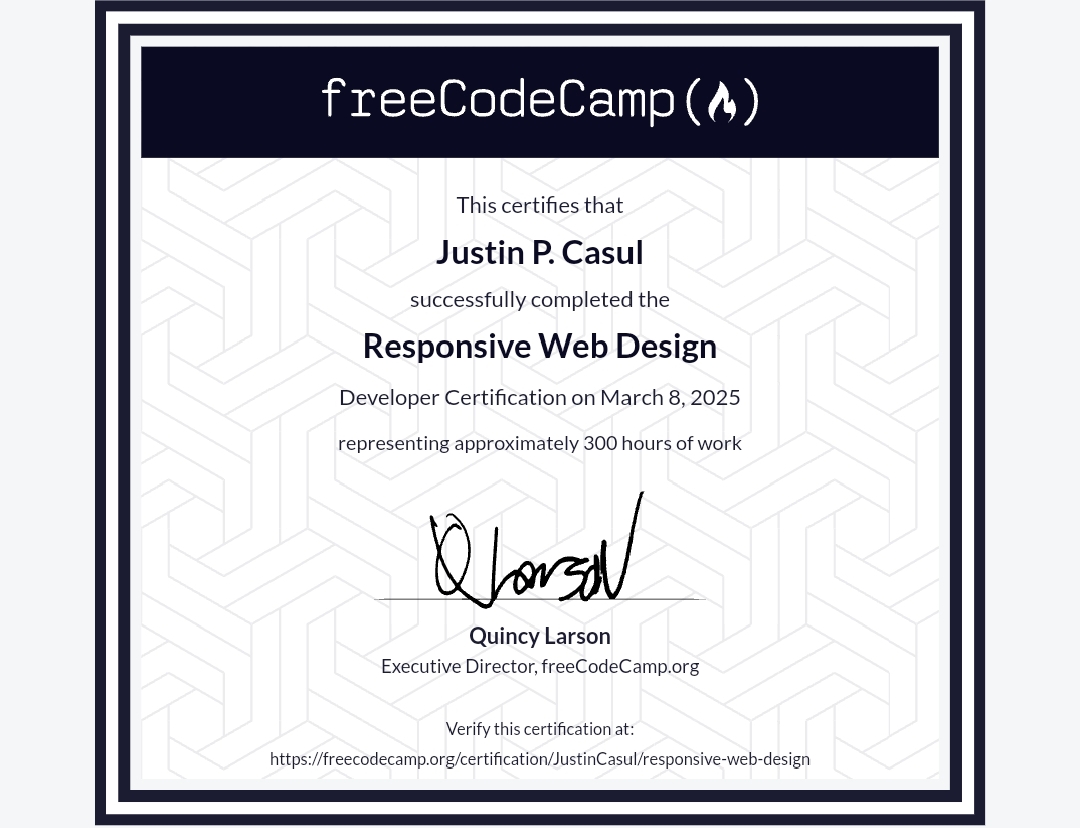 freeCodeCamp(🔥)
This certifies that
Justin P. Casul
successfully completed the
Responsive Web Design
Developer Certification on March 8, 2025
representing approximately 300 hours of work
Q Larson
Quincy Larson
Executive Director, freeCodeCamp.org
Verify this certification at:
https://freecodecamp.org/certification/JustinCasul/responsive-web-design